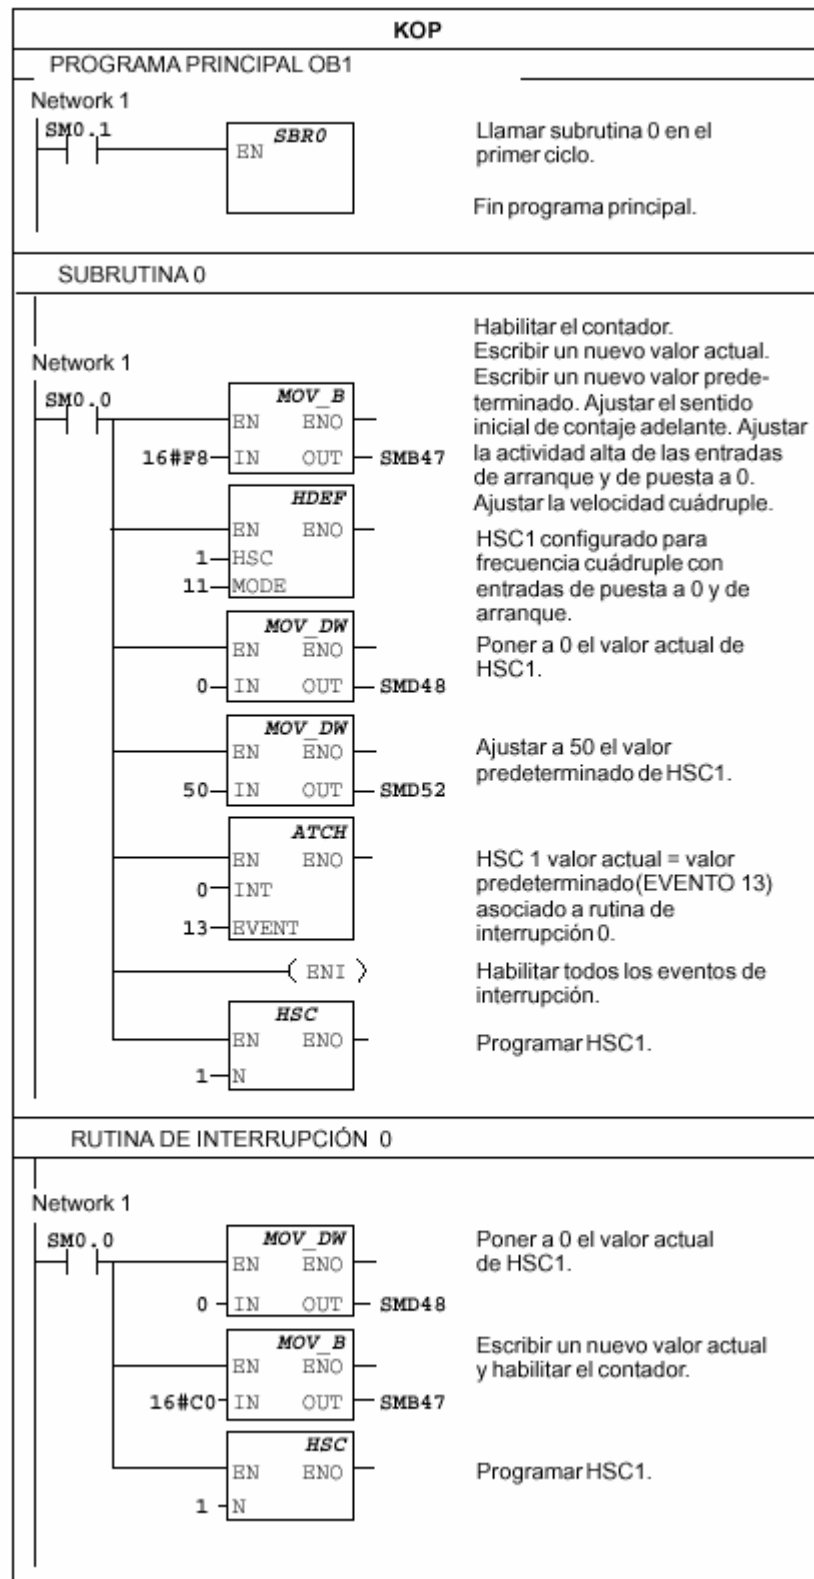 KOP
PROGRAMA PRINCIPAL OB1
Network 1
SM0.1
SBR0
EN
Llamar subrutina 0 en el
primer ciclo.
Fin programa principal.
SUBRUTINA 0
Network 1
SM0.0
MOV_B
EN ENO
16#F8 IN OUT SMB47
Habilitar el contador.
Escribir un nuevo valor actual.
Escribir un nuevo valor prede-
terminado. Ajustar el sentido
inicial de contaje adelante. Ajustar
la actividad alta de las entradas
de arranque y de puesta a 0.
Ajustar la velocidad cuádruple.
HDEF
EN ENO
1 HSC
11 MODE
HSC1 configurado para
frecuencia cuádruple con
entradas de puesta a 0 y de
arranque.
MOV_DW
EN ENO
0 IN OUT SMD48
Poner a 0 el valor actual de
HSC1.
MOV_DW
EN ENO
50 IN OUT SMD52
Ajustar a 50 el valor
predeterminado de HSC1.
ATCH
EN ENO
0 INT
13 EVENT
HSC 1 valor actual = valor
predeterminado(EVENTO 13)
asociado a rutina de
interrupción 0.
ENI
Habilitar todos los eventos de
interrupción.
HSC
EN ENO
1 N
Programar HSC1.
RUTINA DE INTERRUPCIÓN 0
Network 1
SM0.0
MOV_DW
EN ENO
0 IN OUT SMD48
Poner a 0 el valor actual
de HSC1.
MOV_B
EN ENO
16#C0 IN OUT SMB47
Escribir un nuevo valor actual
y habilitar el contador.
HSC
EN ENO
1 N
Programar HSC1.